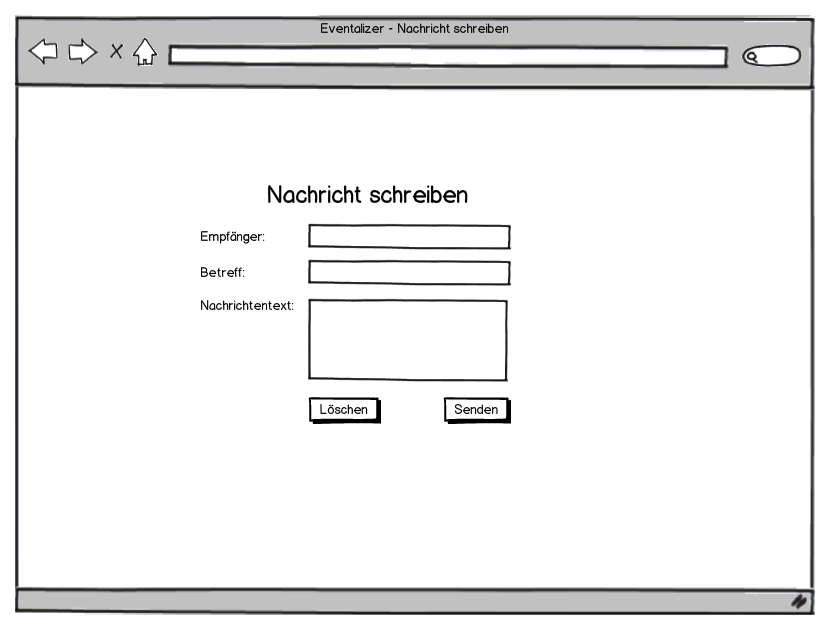 Eventalizer - Nachricht schreiben
Nachricht schreiben
Empfänger:
Betreff:
Nachrichtentext:
Löschen Senden